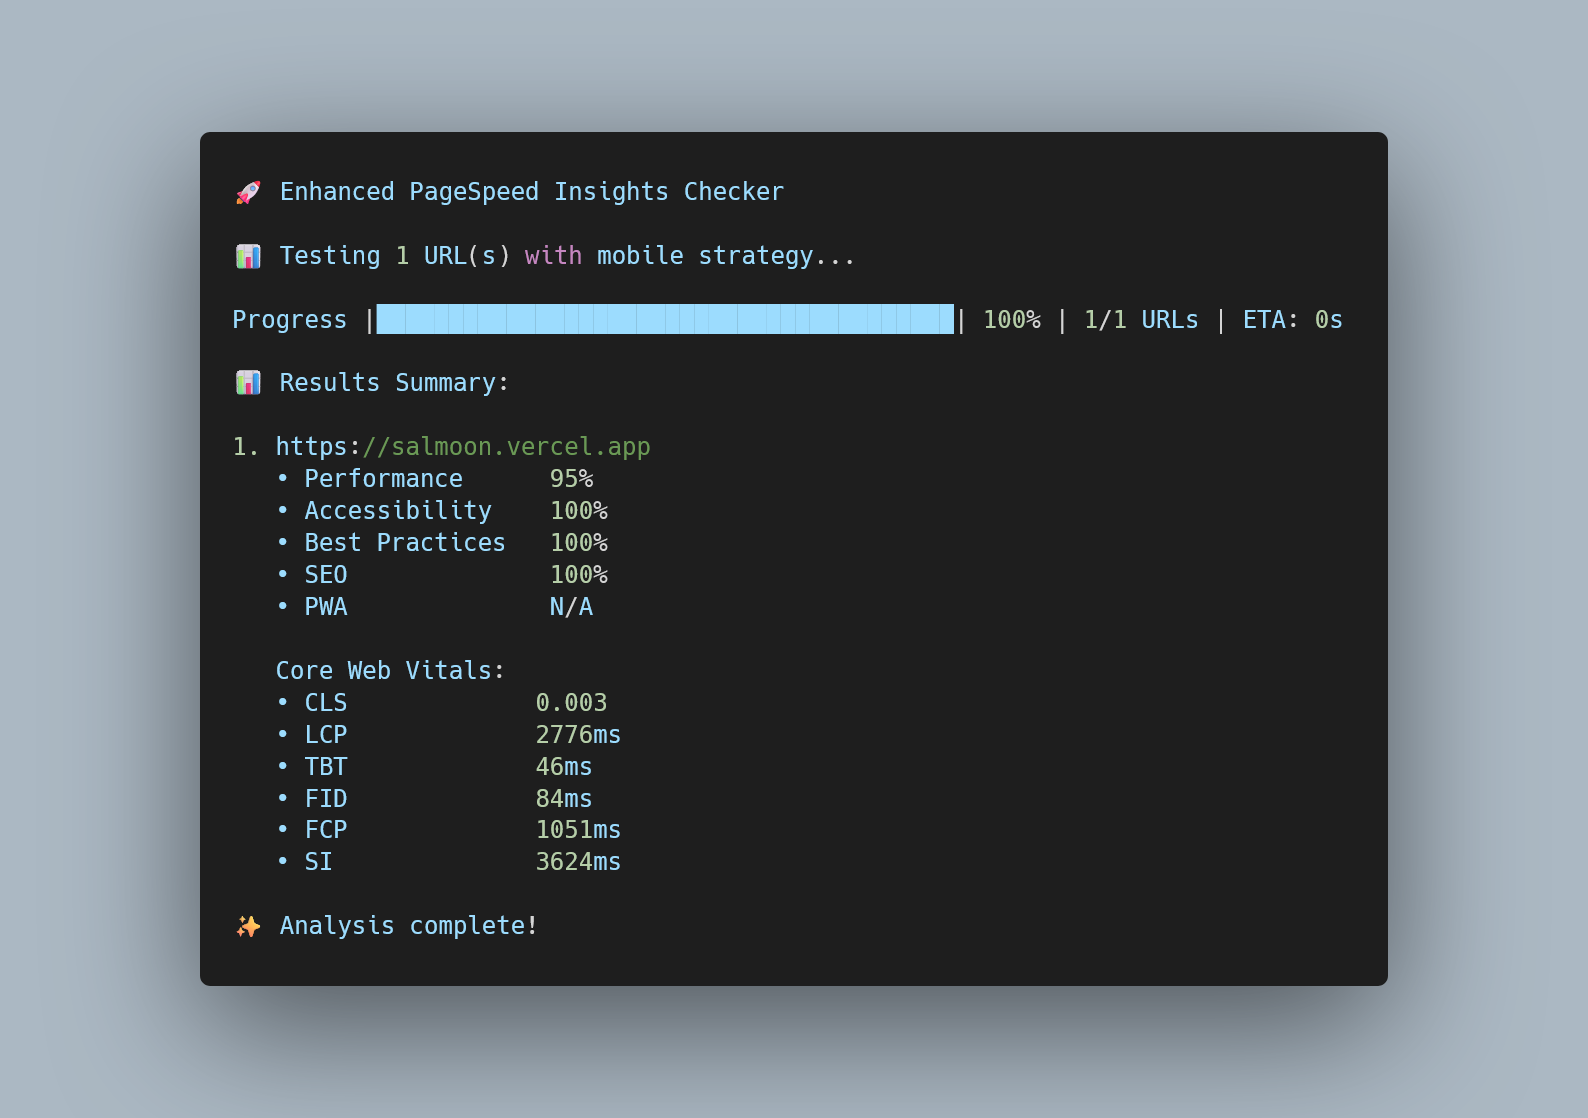 🚀 Enhanced PageSpeed Insights Checker
📊 Testing 1 URL(s) with mobile strategy...
Progress |████████████████████████████████████████| 100% | 1/1 URLs | ETA: 0s
📊 Results Summary:
1. https://salmoon.vercel.app
• Performance 95%
• Accessibility 100%
• Best Practices 100%
• SEO 100%
• PWA N/A
Core Web Vitals:
• CLS 0.003
• LCP 2776ms
• TBT 46ms
• FID 84ms
• FCP 1051ms
• SI 3624ms
✨ Analysis complete!